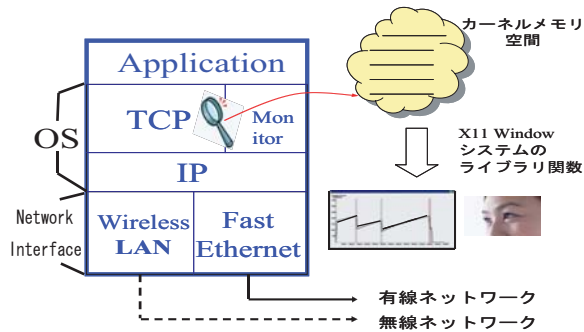 Application
TCP
Mon
itor
OS
IP
Network
Interface
Wireless
LAN
Fast
Ethernet
カーネルメモリ
空間
X11 Window
システムの
ライブラリ関数
有線ネットワーク
無線ネットワーク